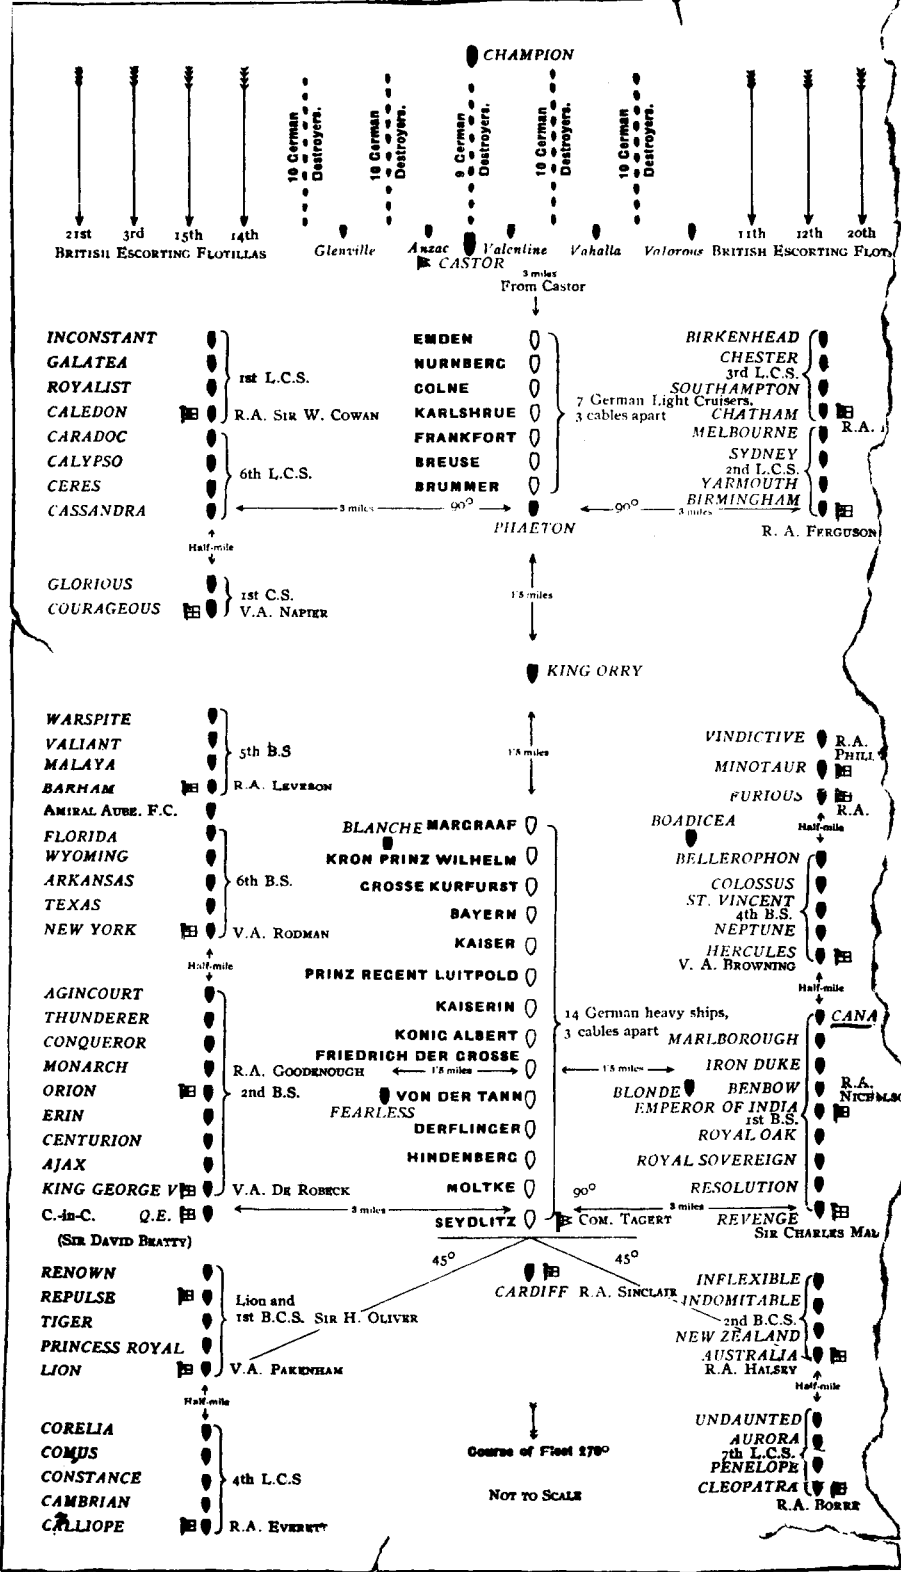 CHAMPION
10 German Destroyers.
10 German Destroyers.
9 German Destroyers.
10 German Destroyers.
10 German Destroyers.
21st 3rd 15th 14th
BRITISH ESCORTING FLOTILLAS
Glenville Anzac Valentine Vahalla Valorous
11th 12th 20th
BRITISH ESCORTING FLOT
CASTOR
3 miles
From Castor
INCONSTANT
GALATEA
ROYALIST
CALEDON
1st L.C.S.
R.A. SIR W. COWAN
CARADOC
CALYPSO
CERES
CASSANDRA
6th L.C.S.
Half-mile
GLORIOUS
COURAGEOUS
1st C.S.
V.A. NAPIER
EMDEN
NURNBERG
COLNE
KARLSHRUE
FRANKFORT
BREUSE
BRUMMER
7 German Light Cruisers,
3 cables apart
3 miles 90°
PHAETON
90° 3 miles
BIRKENHEAD
CHESTER
3rd L.C.S.
SOUTHAMPTON
CHATHAM
R.A.
MELBOURNE
SYDNEY
2nd L.C.S.
YARMOUTH
BIRMINGHAM
R. A. FERGUSON
1'5 miles
KING ORRY
1'5 miles
WARSPITE
VALIANT
MALAYA
BARHAM
5th B.S
R.A. LEVESON
AMIRAL AUBE. F.C.
FLORIDA
WYOMING
ARKANSAS
TEXAS
NEW YORK
6th B.S.
V.A. RODMAN
Half-mile
AGINCOURT
THUNDERER
CONQUEROR
MONARCH
ORION
ERIN
CENTURION
AJAX
KING GEORGE V
R.A. GOODENOUGH
2nd B.S.
V.A. DE ROBECK
C.-in-C. Q.E.
(SIR DAVID BEATTY)
3 miles
BLANCHE
MARGRAAF
KRON PRINZ WILHELM
GROSSE KURFURST
BAYERN
KAISER
PRINZ REGENT LUITPOLD
KAISERIN
KONIG ALBERT
FRIEDRICH DER GROSSE
1'5 miles
VON DER TANN
FEARLESS
DERFLINGER
HINDENBERG
MOLTKE
SEYDLITZ
14 German heavy ships,
3 cables apart
1'5 miles
90°
COM. TAGERT
3 miles
VINDICTIVE
R.A.
PHILL
MINOTAUR
FURIOUS
R.A.
Half-mile
BOADICEA
BELLEROPHON
COLOSSUS
ST. VINCENT
4th B.S.
NEPTUNE
HERCULES
V. A. BROWNING
Half-mile
CANA
MARLBOROUGH
IRON DUKE
BLONDE
BENBOW
R.A.
NICHOLSO
EMPEROR OF INDIA
1st B.S.
ROYAL OAK
ROYAL SOVEREIGN
RESOLUTION
REVENGE
SIR CHARLES MAD
45° 45°
CARDIFF R.A. SINCLAIR
RENOWN
REPULSE
TIGER
PRINCESS ROYAL
LION
Lion and
1st B.C.S. SIR H. OLIVER
V.A. PAKENHAM
Half-mile
CORELIA
COMUS
CONSTANCE
CAMBRIAN
CALLIOPE
4th L.C.S
R.A. EVERETT
INFLEXIBLE
INDOMITABLE
2nd B.C.S.
NEW ZEALAND
AUSTRALIA
R.A. HALSEY
Half-mile
UNDAUNTED
AURORA
7th L.C.S.
PENELOPE
CLEOPATRA
Course of Fleet 270°
NOT TO SCALE